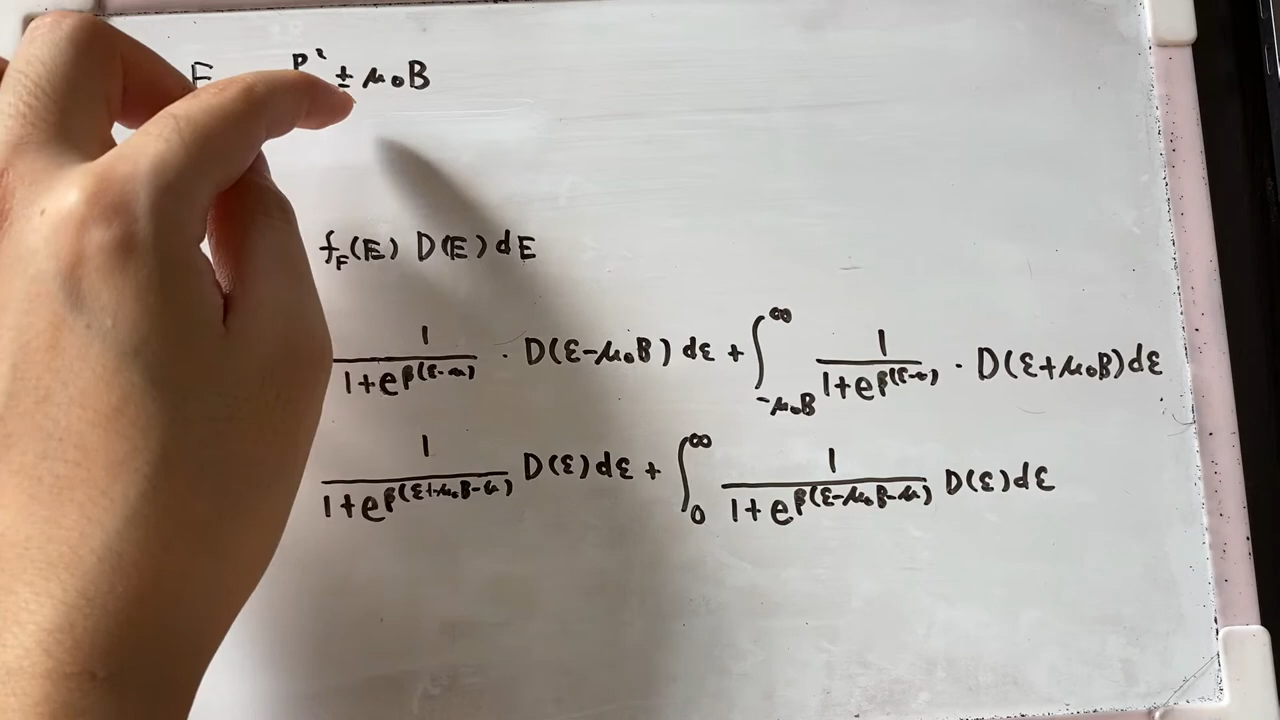 E P² ± μ₀B
f_F(E) D(E) dE
1/(1+e^β(ε-μ)) · D(ε-μ₀B) dε + ∫_{-μ₀B}^∞ 1/(1+e^β(ε-μ)) · D(ε+μ₀B) dε
1/(1+e^β(ε+μ₀B-μ)) D(ε) dε + ∫_0^∞ 1/(1+e^β(ε-μ₀B-μ)) D(ε) dε